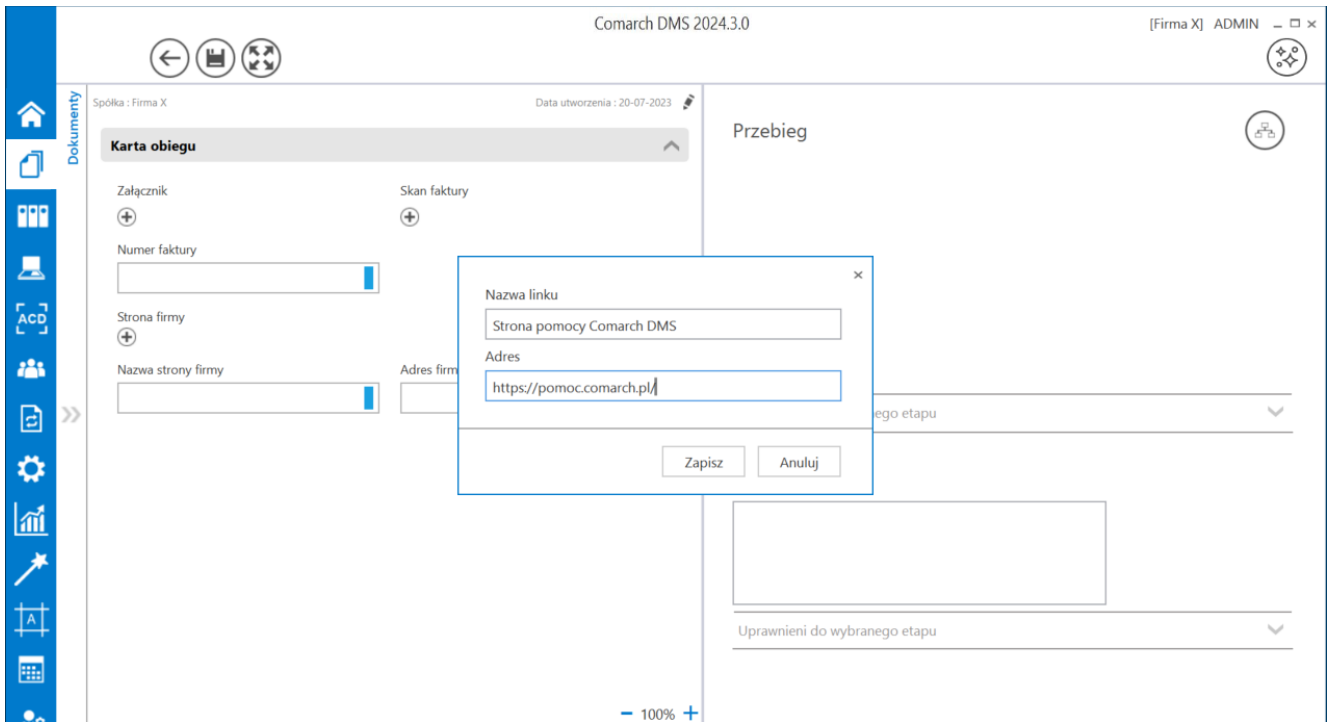 Comarch DMS 2024.3.0
[Firma X] ADMIN
Dokumenty
Spółka : Firma X
Data utworzenia : 20-07-2023
Karta obiegu
Załącznik
Skan faktury
Numer faktury
Strona firmy
Nazwa strony firmy
Adres firm
Nazwa linku
Strona pomocy Comarch DMS
Adres
https://pomoc.comarch.pl/
Zapisz
Anuluj
Przebieg
ego etapu
Uprawnieni do wybranego etapu
ACD
A
100%